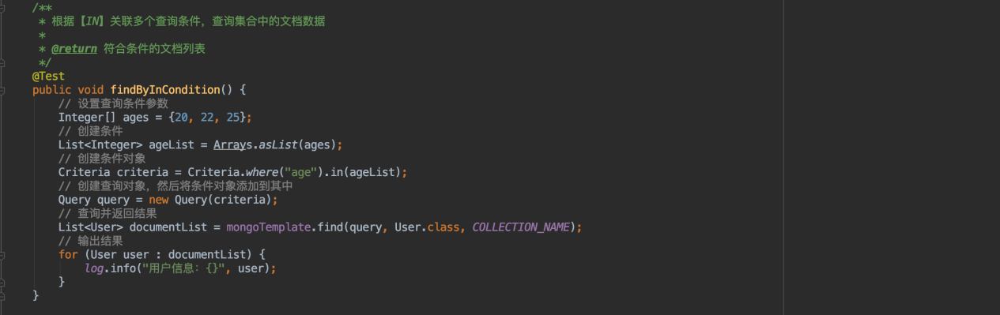 /**
 * 根据【IN】关联多个查询条件，查询集合中的文档数据
 *
 * @return 符合条件的文档列表
 */
@Test
public void findByInCondition() {
    // 设置查询条件参数
    Integer[] ages = {20, 22, 25};
    // 创建条件
    List<Integer> ageList = Arrays.asList(ages);
    // 创建条件对象
    Criteria criteria = Criteria.where("age").in(ageList);
    // 创建查询对象，然后将条件对象添加到其中
    Query query = new Query(criteria);
    // 查询并返回结果
    List<User> documentList = mongoTemplate.find(query, User.class, COLLECTION_NAME);
    // 输出结果
    for (User user : documentList) {
        log.info("用户信息：{}", user);
    }
}